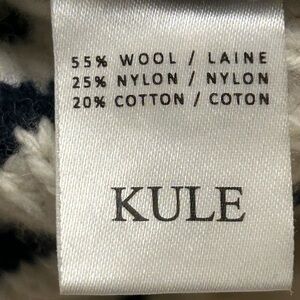 55% WOOL / LAINE
25% NYLON / NYLON
20% COTTON / COTON
KULE